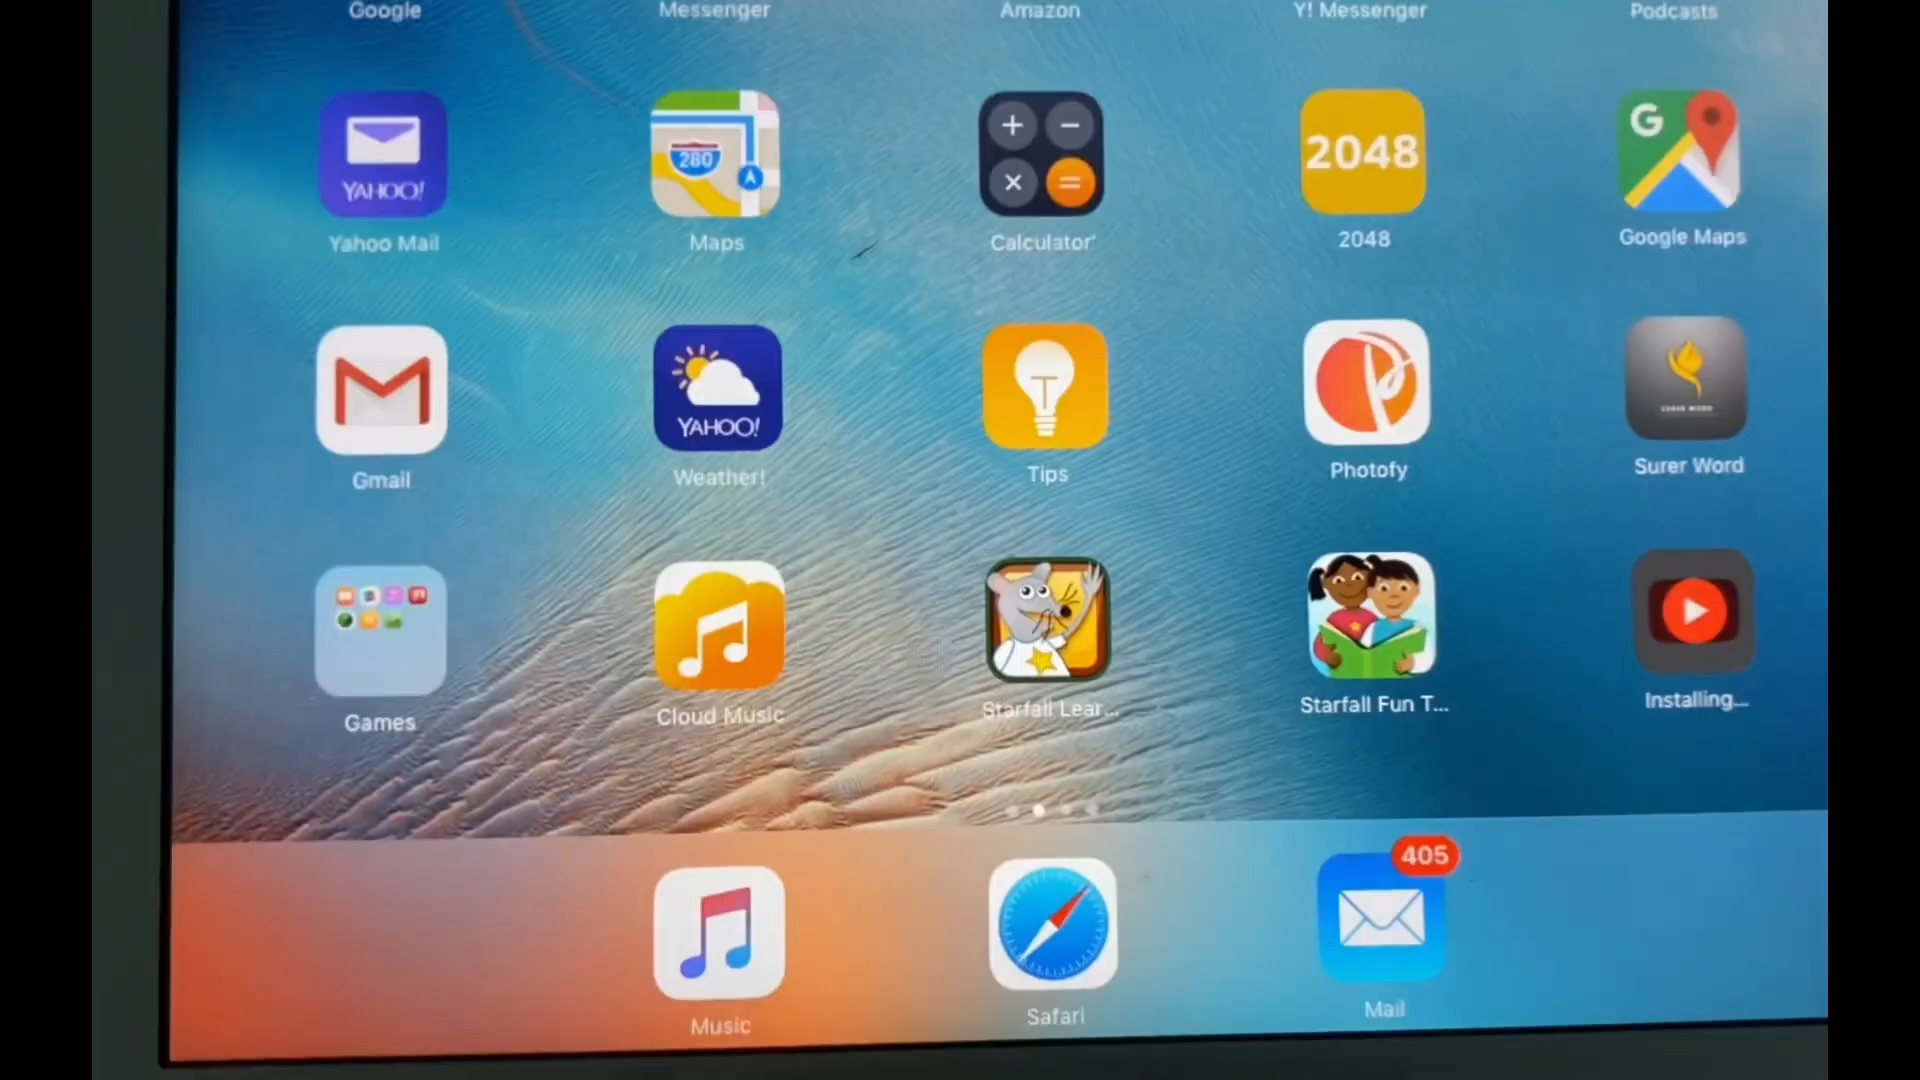 Google
Messenger
Amazon
Y! Messenger
Podcasts
YAHOO!
280
2048
G
Yahoo Mail
Maps
Calculator'
2048
Google Maps
YAHOO!
T
Gmail
Weather!
Tips
Photofy
Surer Word
Games
Cloud Music
Starfall Lear...
Starfall Fun T...
Installing...
405
Music
Safari
Mail